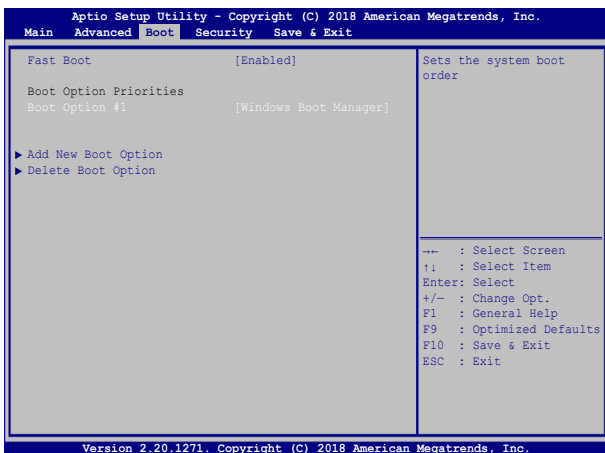 Aptio Setup Utility - Copyright (C) 2018 American Megatrends, Inc.
Main Advanced Boot Security Save & Exit
Fast Boot [Enabled]
Boot Option Priorities
Boot Option #1 [Windows Boot Manager]
▶ Add New Boot Option
▶ Delete Boot Option
Sets the system boot
order
→← : Select Screen
↑↓ : Select Item
Enter: Select
+/— : Change Opt.
F1 : General Help
F9 : Optimized Defaults
F10 : Save & Exit
ESC : Exit
Version 2.20.1271. Copyright (C) 2018 American Megatrends, Inc.